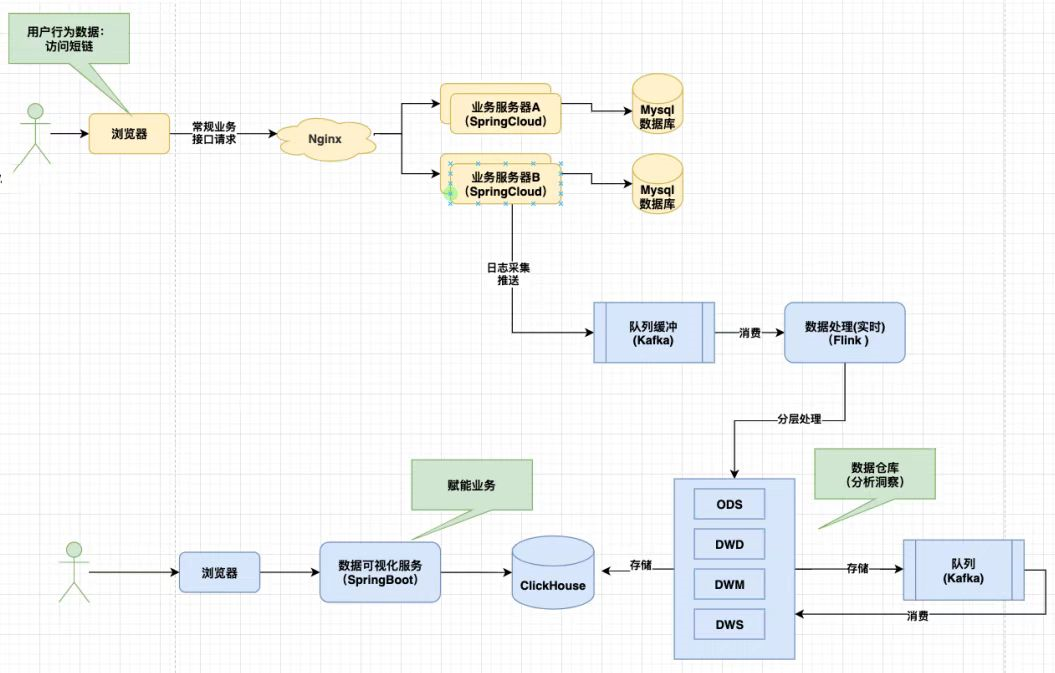 用户行为数据：
访问短链
浏览器
常规业务
接口请求
Nginx
业务服务器A
（SpringCloud）
Mysql
数据库
业务服务器B
（SpringCloud）
Mysql
数据库
日志采集
推送
队列缓冲
(Kafka)
消费
数据处理(实时)
（Flink ）
分层处理
数据仓库
（分析洞察）
赋能业务
ODS
DWD
DWM
DWS
浏览器
数据可视化服务
（SpringBoot）
ClickHouse
存储
存储
队列
(Kafka)
消费